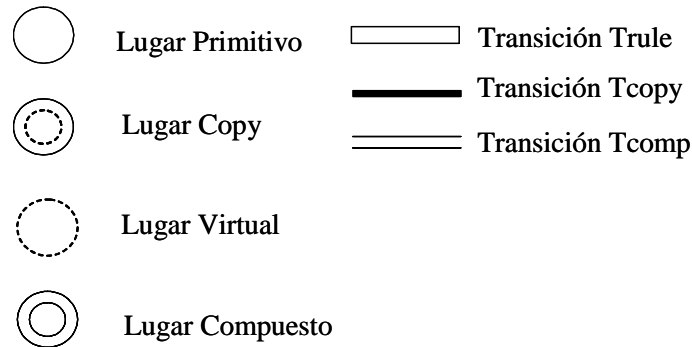 Lugar Primitivo
Transición Trule
Transición Tcopy
Lugar Copy
Transición Tcomp
Lugar Virtual
Lugar Compuesto